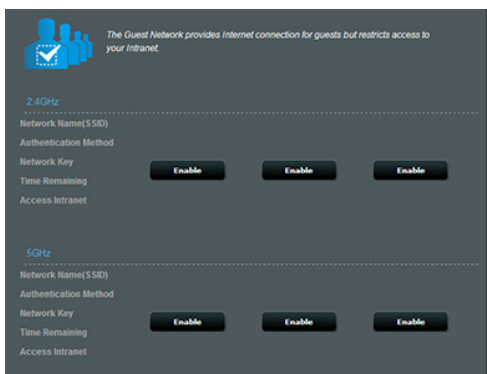 The Guest Network provides Internet connection for guests but restricts access to
your Intranet.
2.4GHz
Network Name(SSID)
Authentication Method
Network Key
Time Remaining
Access Intranet
Enable Enable Enable
5GHz
Network Name(SSID)
Authentication Method
Network Key
Time Remaining
Access Intranet
Enable Enable Enable